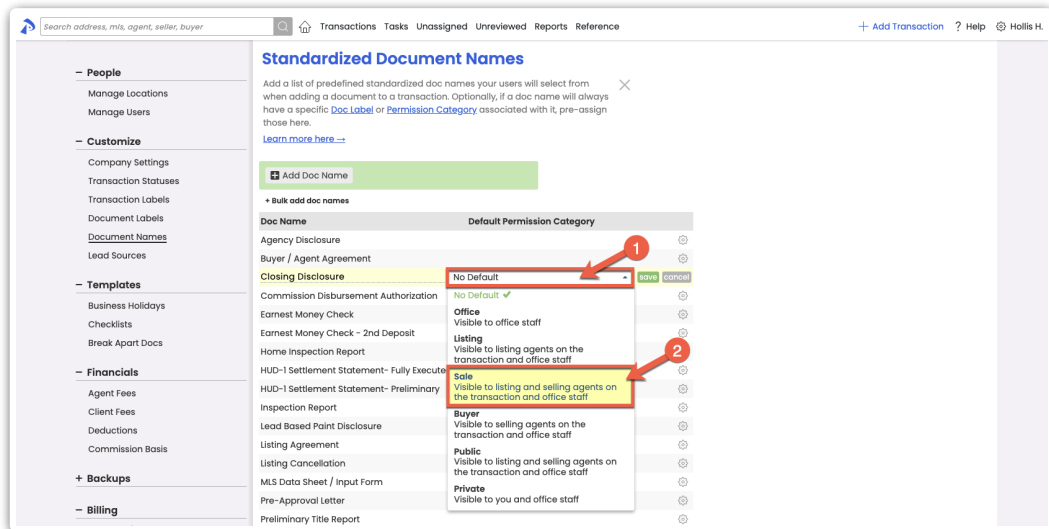 Search address, mls, agent, seller, buyer
Transactions Tasks Unassigned Unreviewed Reports Reference
+ Add Transaction ? Help Hollis H.
− People
Manage Locations
Manage Users
− Customize
Company Settings
Transaction Statuses
Transaction Labels
Document Labels
Document Names
Lead Sources
− Templates
Business Holidays
Checklists
Break Apart Docs
− Financials
Agent Fees
Client Fees
Deductions
Commission Basis
+ Backups
− Billing
Standardized Document Names
Add a list of predefined standardized doc names your users will select from
when adding a document to a transaction. Optionally, if a doc name will always
have a specific Doc Label or Permission Category associated with it, pre-assign
those here.
Learn more here →
+ Add Doc Name
+ Bulk add doc names
Doc Name Default Permission Category
Agency Disclosure
Buyer / Agent Agreement
Closing Disclosure No Default save cancel
Commission Disbursement Authorization
Earnest Money Check
Earnest Money Check - 2nd Deposit
Home Inspection Report
HUD-1 Settlement Statement- Fully Execute
HUD-1 Settlement Statement- Preliminary
Inspection Report
Lead Based Paint Disclosure
Listing Agreement
Listing Cancellation
MLS Data Sheet / Input Form
Pre-Approval Letter
Preliminary Title Report
No Default ✔
Office
Visible to office staff
Listing
Visible to listing agents on the
transaction and office staff
Sale
Visible to listing and selling agents on
the transaction and office staff
Buyer
Visible to selling agents on the
transaction and office staff
Public
Visible to listing and selling agents on
the transaction and office staff
Private
Visible to you and office staff
1
2